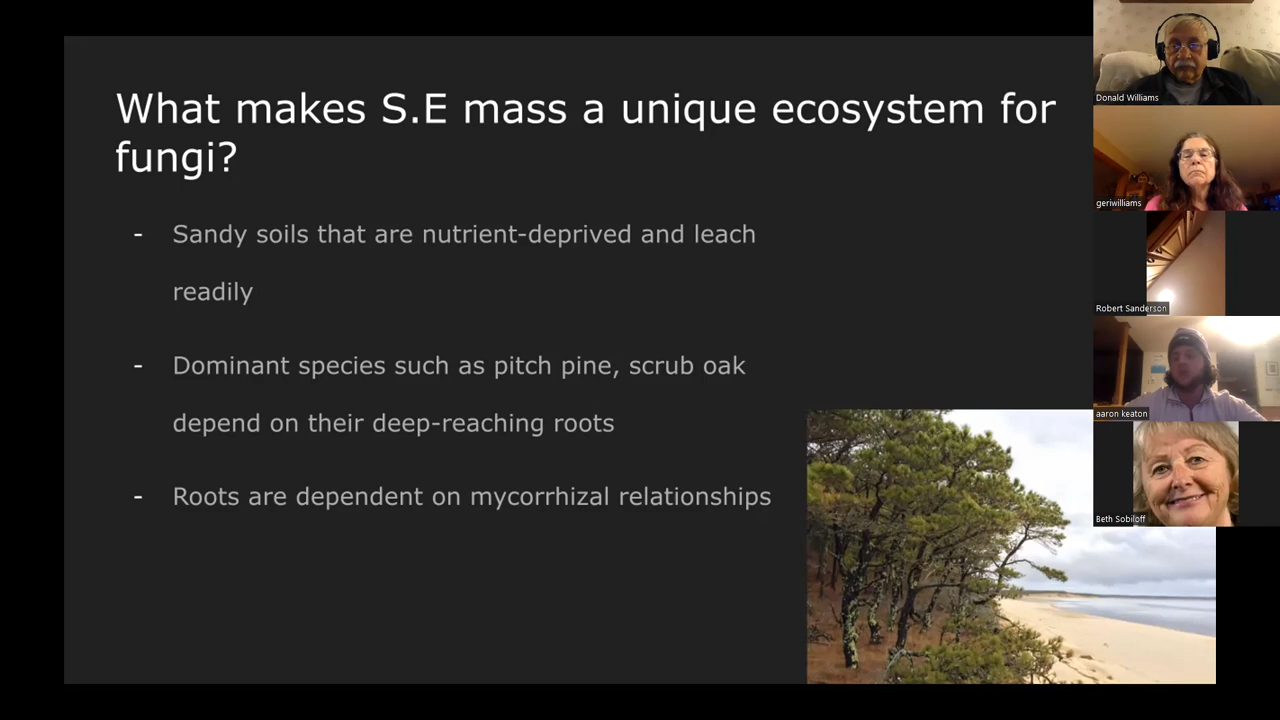 What makes S.E mass a unique ecosystem for
fungi?
- Sandy soils that are nutrient-deprived and leach
readily
- Dominant species such as pitch pine, scrub oak
depend on their deep-reaching roots
- Roots are dependent on mycorrhizal relationships
Donald Williams
geriwilliams
Robert Sanderson
aaron keaton
Beth Sobiloff